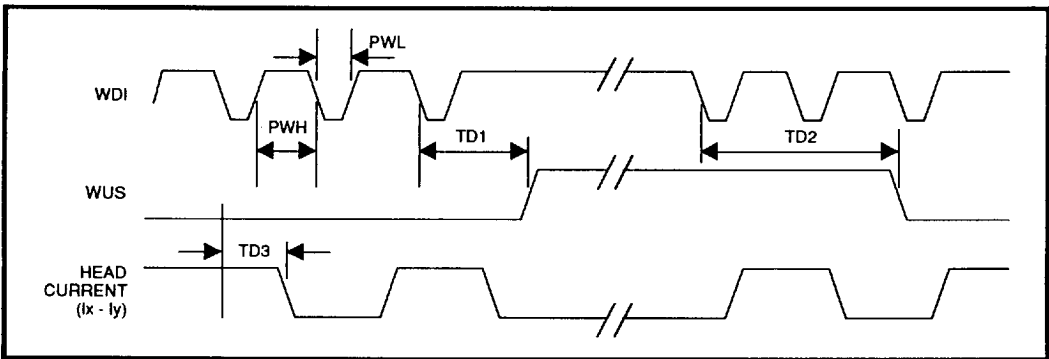 PWL
WDI
PWH
TD1
TD2
WUS
TD3
HEAD
CURRENT
(Ix - Iy)